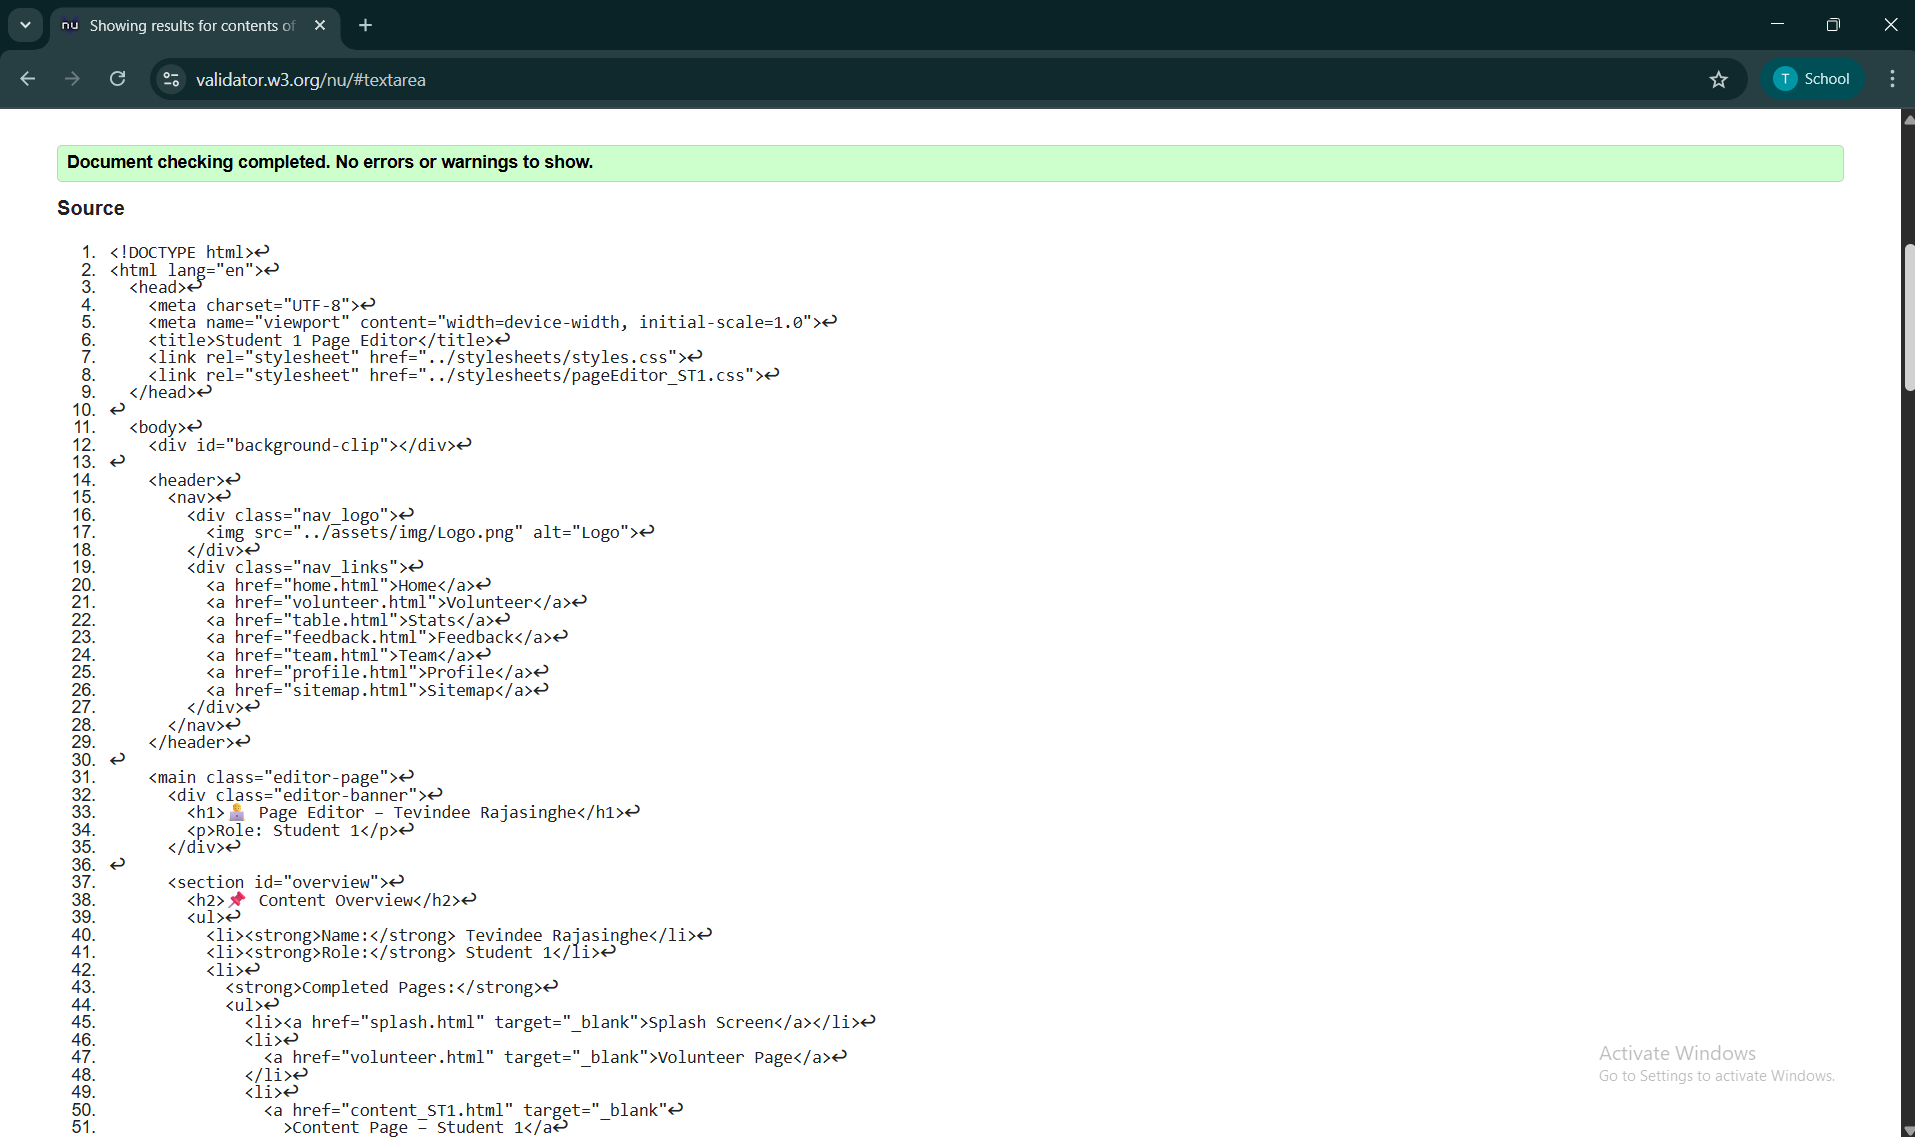 nu Showing results for contents of
validator.w3.org/nu/#textarea
T School
Document checking completed. No errors or warnings to show.
Source
1. <!DOCTYPE html>↩
2. <html lang="en">↩
3. <head>↩
4. <meta charset="UTF-8">↩
5. <meta name="viewport" content="width=device-width, initial-scale=1.0">↩
6. <title>Student 1 Page Editor</title>↩
7. <link rel="stylesheet" href="../stylesheets/styles.css">↩
8. <link rel="stylesheet" href="../stylesheets/pageEditor_ST1.css">↩
9. </head>↩
10. ↩
11. <body>↩
12. <div id="background-clip"></div>↩
13. ↩
14. <header>↩
15. <nav>↩
16. <div class="nav_logo">↩
17. <img src="../assets/img/Logo.png" alt="Logo">↩
18. </div>↩
19. <div class="nav_links">↩
20. <a href="home.html">Home</a>↩
21. <a href="volunteer.html">Volunteer</a>↩
22. <a href="table.html">Stats</a>↩
23. <a href="feedback.html">Feedback</a>↩
24. <a href="team.html">Team</a>↩
25. <a href="profile.html">Profile</a>↩
26. <a href="sitemap.html">Sitemap</a>↩
27. </div>↩
28. </nav>↩
29. </header>↩
30. ↩
31. <main class="editor-page">↩
32. <div class="editor-banner">↩
33. <h1>👩‍💻 Page Editor – Tevindee Rajasinghe</h1>↩
34. <p>Role: Student 1</p>↩
35. </div>↩
36. ↩
37. <section id="overview">↩
38. <h2>📌 Content Overview</h2>↩
39. <ul>↩
40. <li><strong>Name:</strong> Tevindee Rajasinghe</li>↩
41. <li><strong>Role:</strong> Student 1</li>↩
42. <li>↩
43. <strong>Completed Pages:</strong>↩
44. <ul>↩
45. <li><a href="splash.html" target="_blank">Splash Screen</a></li>↩
46. <li>↩
47. <a href="volunteer.html" target="_blank">Volunteer Page</a>↩
48. </li>↩
49. <li>↩
50. <a href="content_ST1.html" target="_blank"↩
51. >Content Page – Student 1</a↩
Activate Windows
Go to Settings to activate Windows.